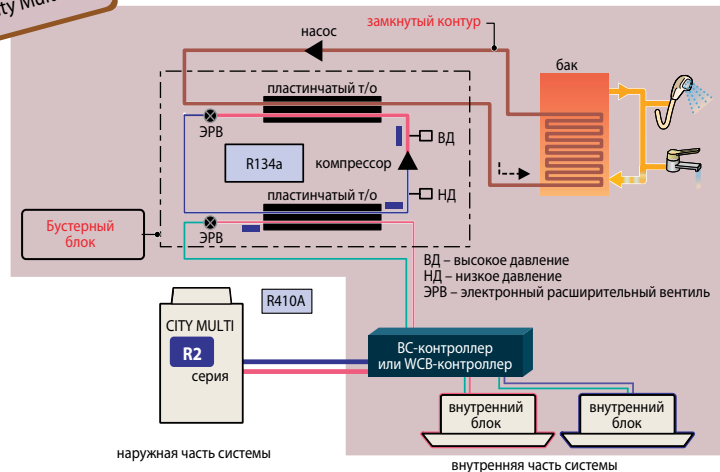 City Mul
замкнутый контур
насос
бак
пластинчатый т/о
ЭРВ
ВД
R134a
компрессор
пластинчатый т/о
НД
Бустерный
блок
ЭРВ
ВД – высокое давление
НД – низкое давление
ЭРВ – электронный расширительный вентиль
R410A
CITY MULTI
R2
серия
BC-контроллер
или WCB-контроллер
внутренний
блок
внутренний
блок
наружная часть системы
внутренняя часть системы